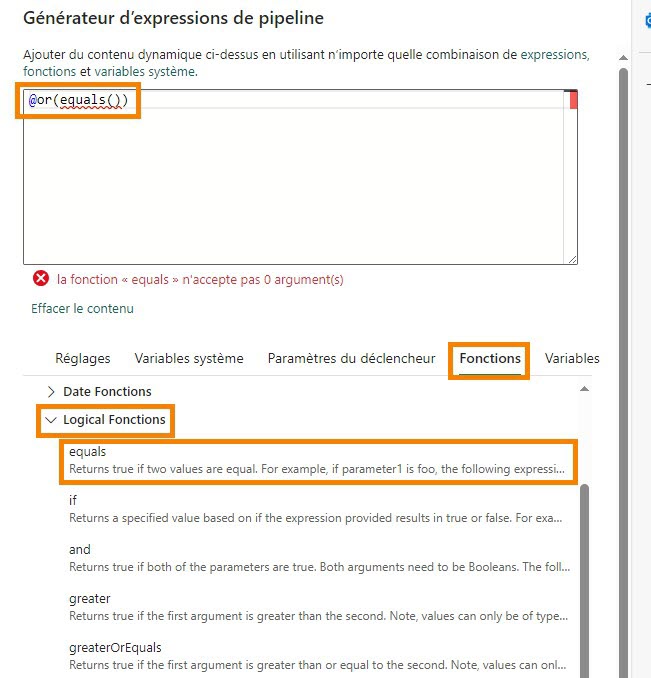 Générateur d’expressions de pipeline
Ajouter du contenu dynamique ci-dessus en utilisant n’importe quelle combinaison de expressions,
fonctions et variables système.
@or(equals())
la fonction « equals » n'accepte pas 0 argument(s)
Effacer le contenu
Réglages Variables système Paramètres du déclencheur Fonctions Variables
Date Fonctions
Logical Fonctions
equals
Returns true if two values are equal. For example, if parameter1 is foo, the following expressi...
if
Returns a specified value based on if the expression provided results in true or false. For exa...
and
Returns true if both of the parameters are true. Both arguments need to be Booleans. The foll...
greater
Returns true if the first argument is greater than the second. Note, values can only be of type...
greaterOrEquals
Returns true if the first argument is greater than or equal to the second. Note, values can onl...